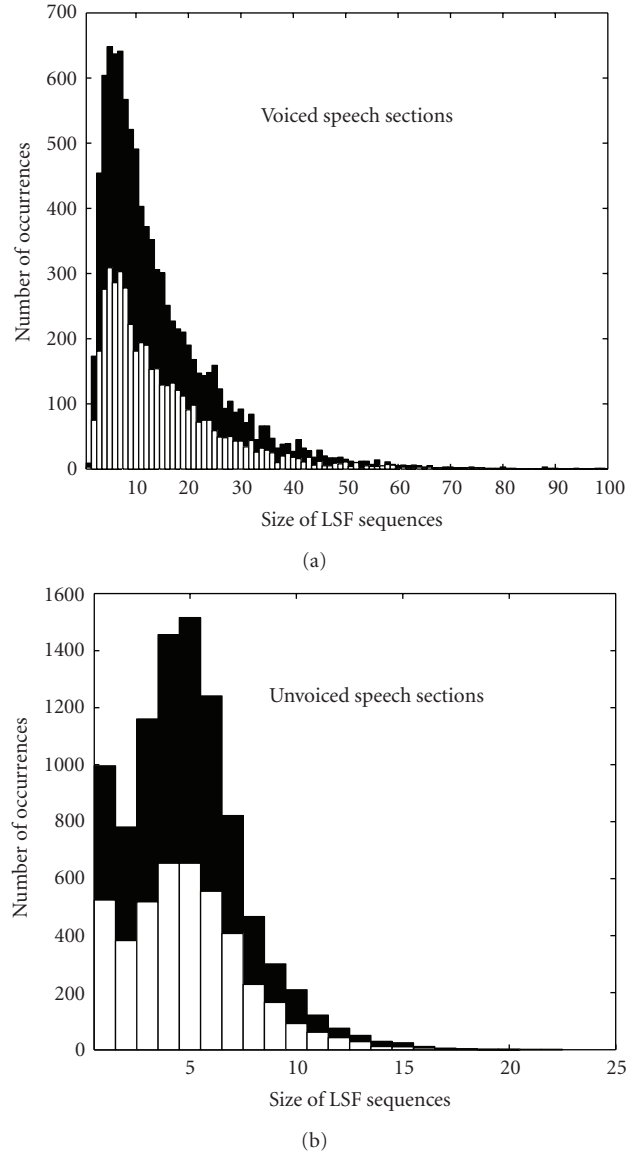 700
600
500
400
300
200
100
0
Number of occurrences
Voiced speech sections
10 20 30 40 50 60 70 80 90 100
Size of LSF sequences
(a)
1600
1400
1200
1000
800
600
400
200
0
Number of occurrences
Unvoiced speech sections
5 10 15 20 25
Size of LSF sequences
(b)